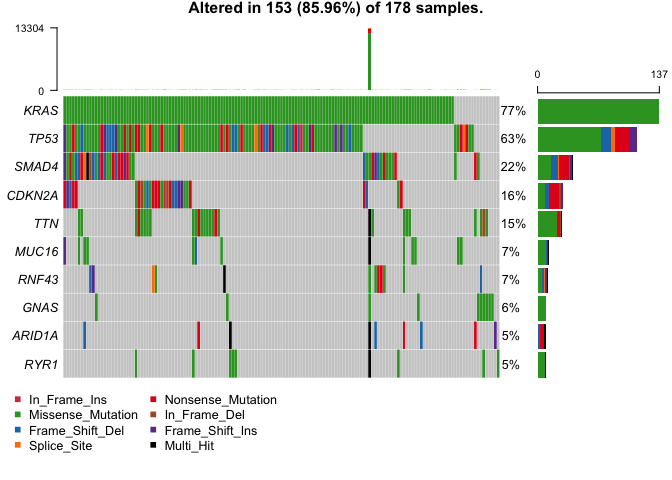 Altered in 153 (85.96%) of 178 samples.
13304
0
0 137
KRAS 77%
TP53 63%
SMAD4 22%
CDKN2A 16%
TTN 15%
MUC16 7%
RNF43 7%
GNAS 6%
ARID1A 5%
RYR1 5%
In_Frame_Ins Nonsense_Mutation
Missense_Mutation In_Frame_Del
Frame_Shift_Del Frame_Shift_Ins
Splice_Site Multi_Hit